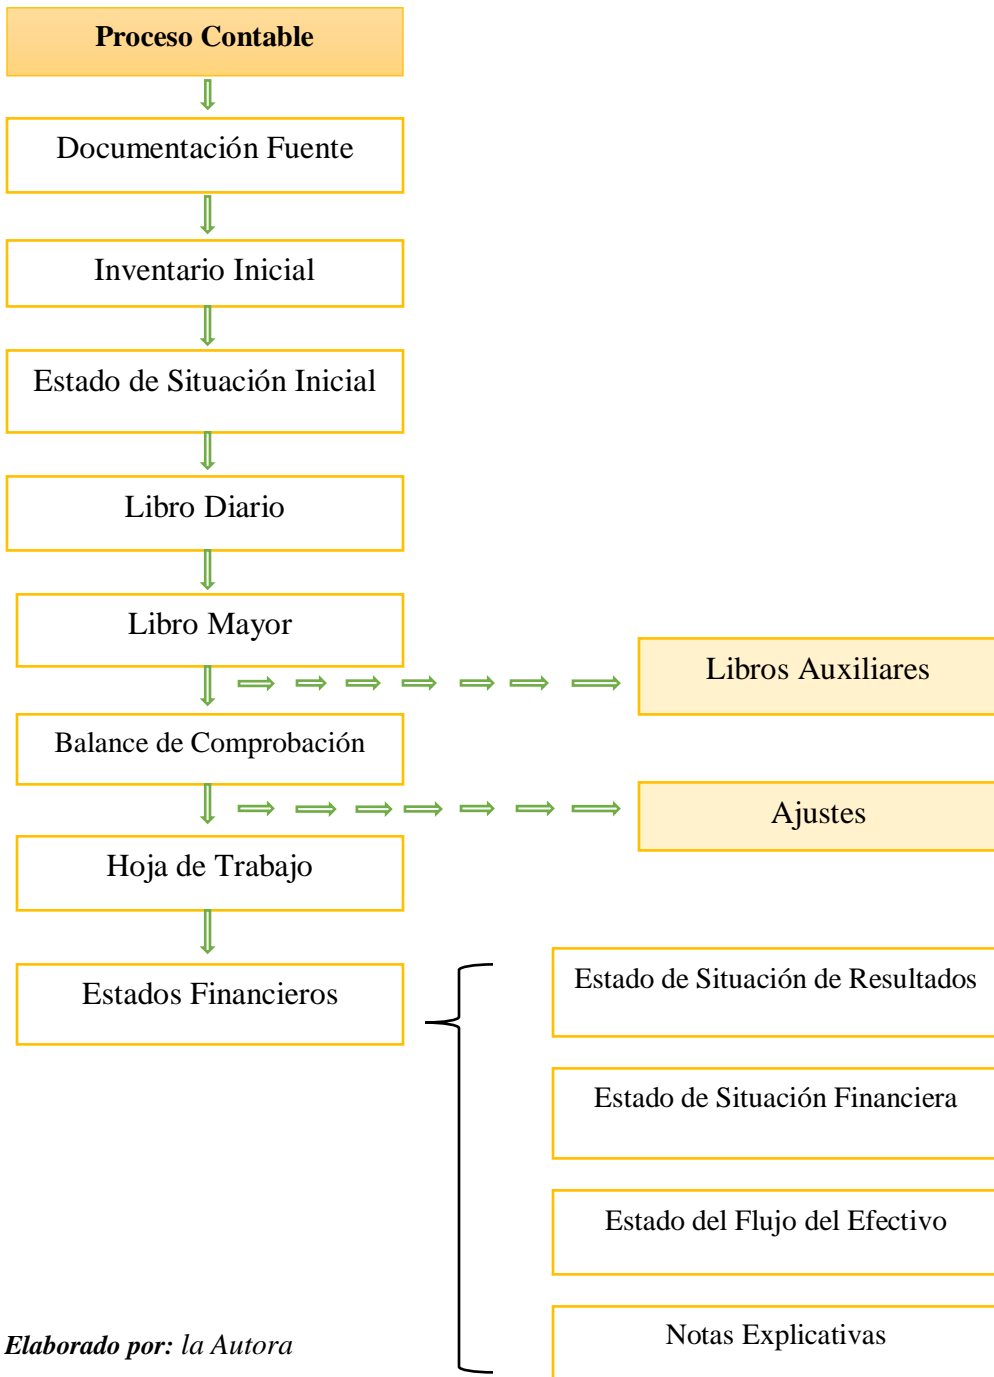 Proceso Contable
Documentación Fuente
Inventario Inicial
Estado de Situación Inicial
Libro Diario
Libro Mayor
Libros Auxiliares
Balance de Comprobación
Ajustes
Hoja de Trabajo
Estados Financieros
Estado de Situación de Resultados
Estado de Situación Financiera
Estado del Flujo del Efectivo
Notas Explicativas
Elaborado por: la Autora